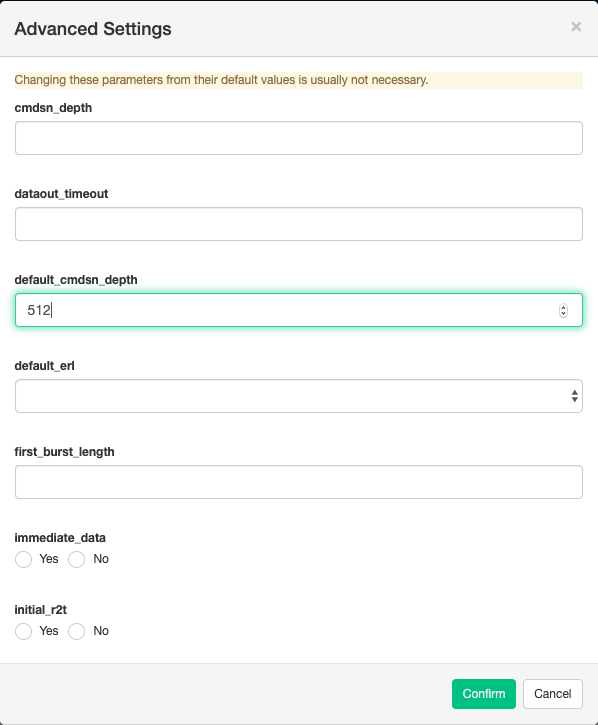 Advanced Settings
×
Changing these parameters from their default values is usually not necessary.
cmdsn_depth
dataout_timeout
default_cmdsn_depth
512
default_erl
first_burst_length
immediate_data
Yes No
initial_r2t
Yes No
Confirm Cancel